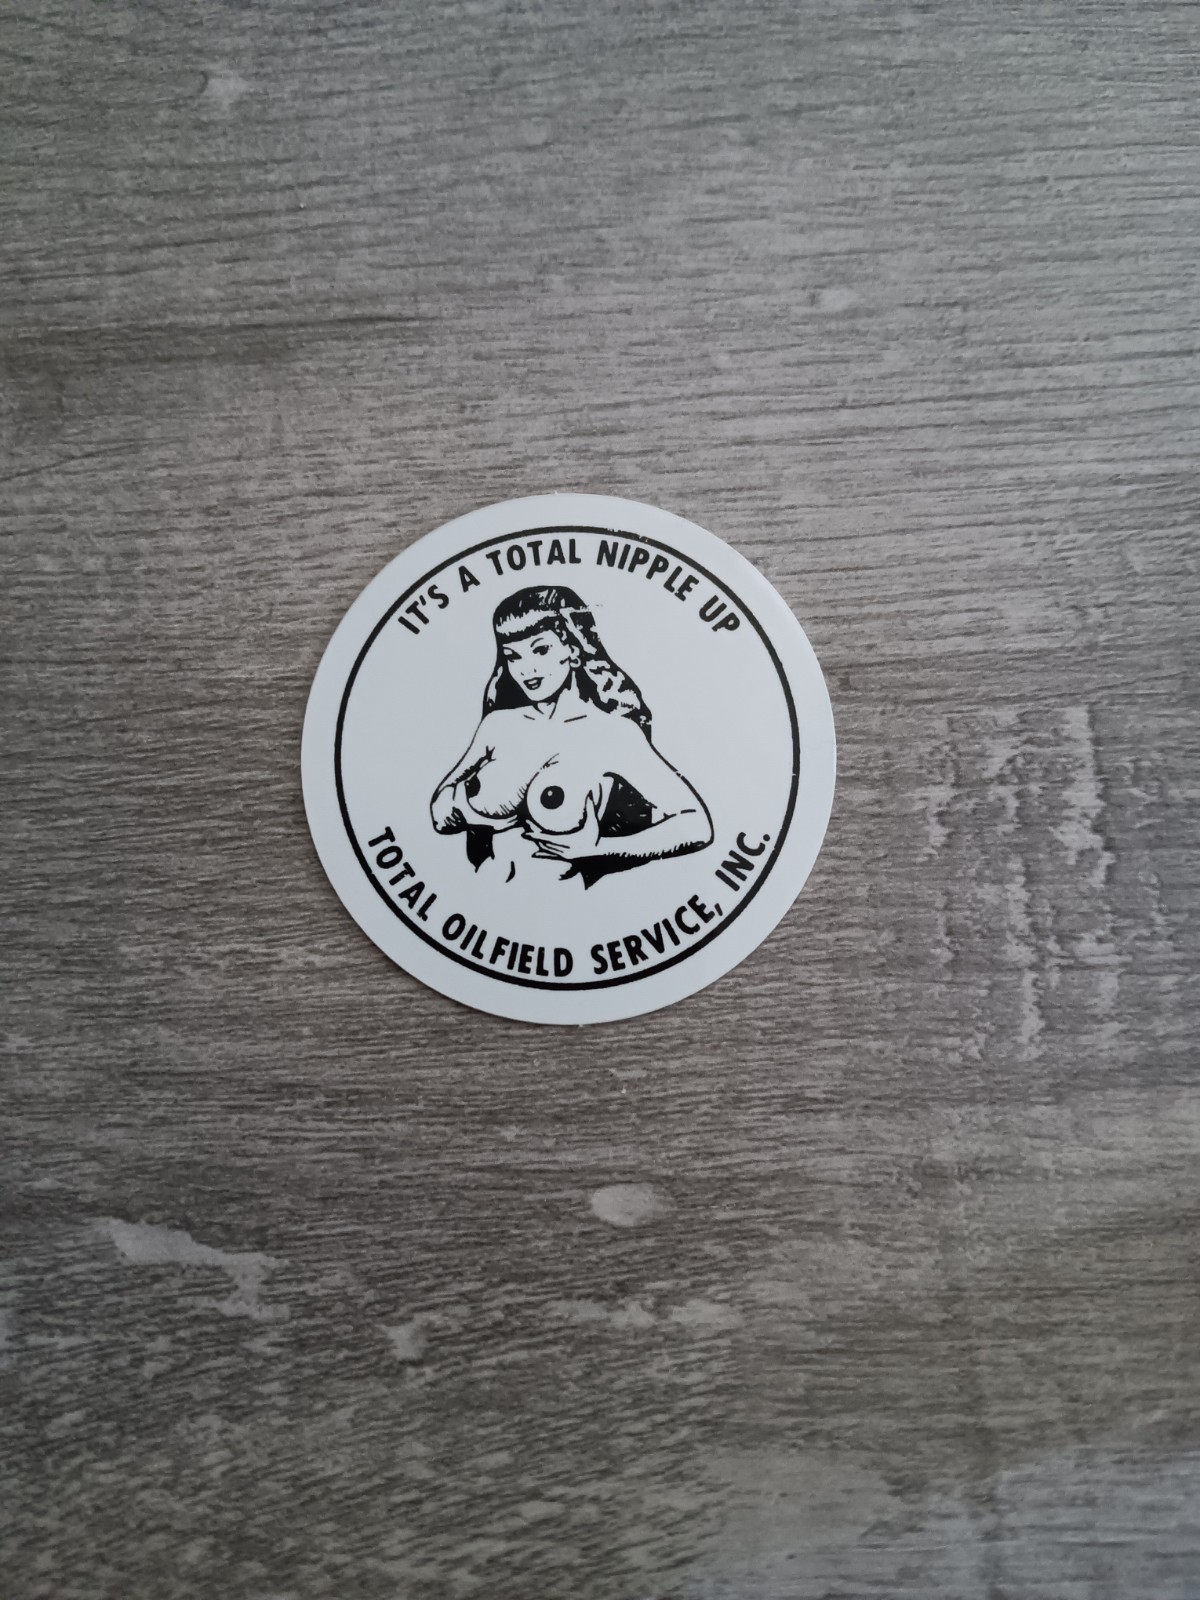 IT'S A TOTAL NIPPLE UP
TOTAL OILFIELD SERVICE, INC.